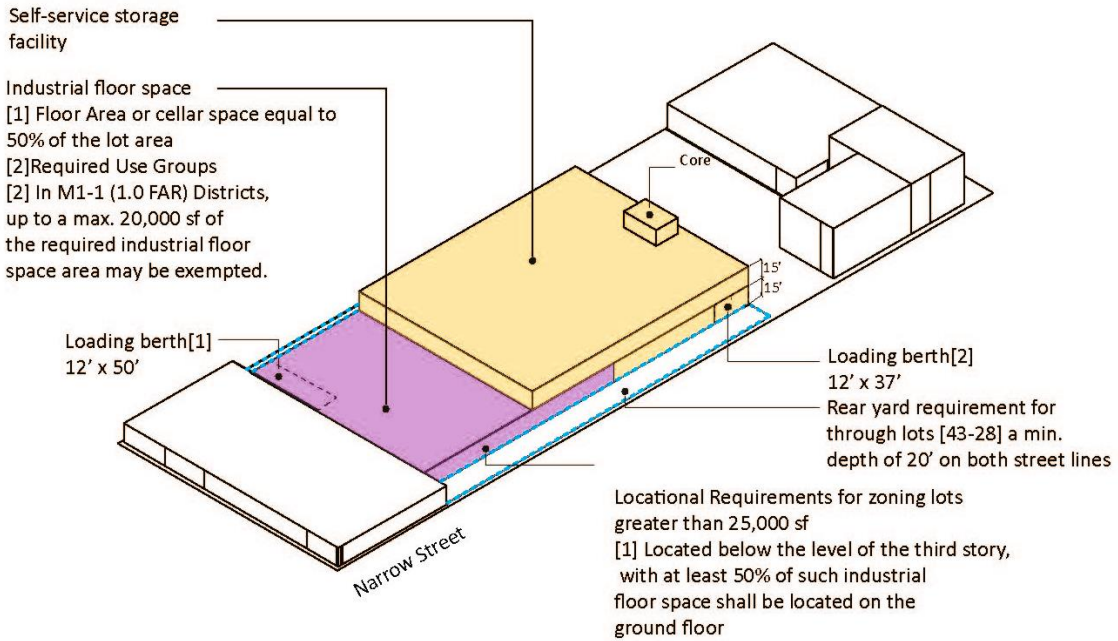 Self-service storage
facility
Industrial floor space
[1] Floor Area or cellar space equal to
50% of the lot area
[2]Required Use Groups
[2] In M1-1 (1.0 FAR) Districts,
up to a max. 20,000 sf of
the required industrial floor
space area may be exempted.
Core
15'
15'
Loading berth[1]
12' x 50'
Loading berth[2]
12' x 37'
Rear yard requirement for
through lots [43-28] a min.
depth of 20' on both street lines
Locational Requirements for zoning lots
greater than 25,000 sf
[1] Located below the level of the third story,
with at least 50% of such industrial
floor space shall be located on the
ground floor
Narrow Street